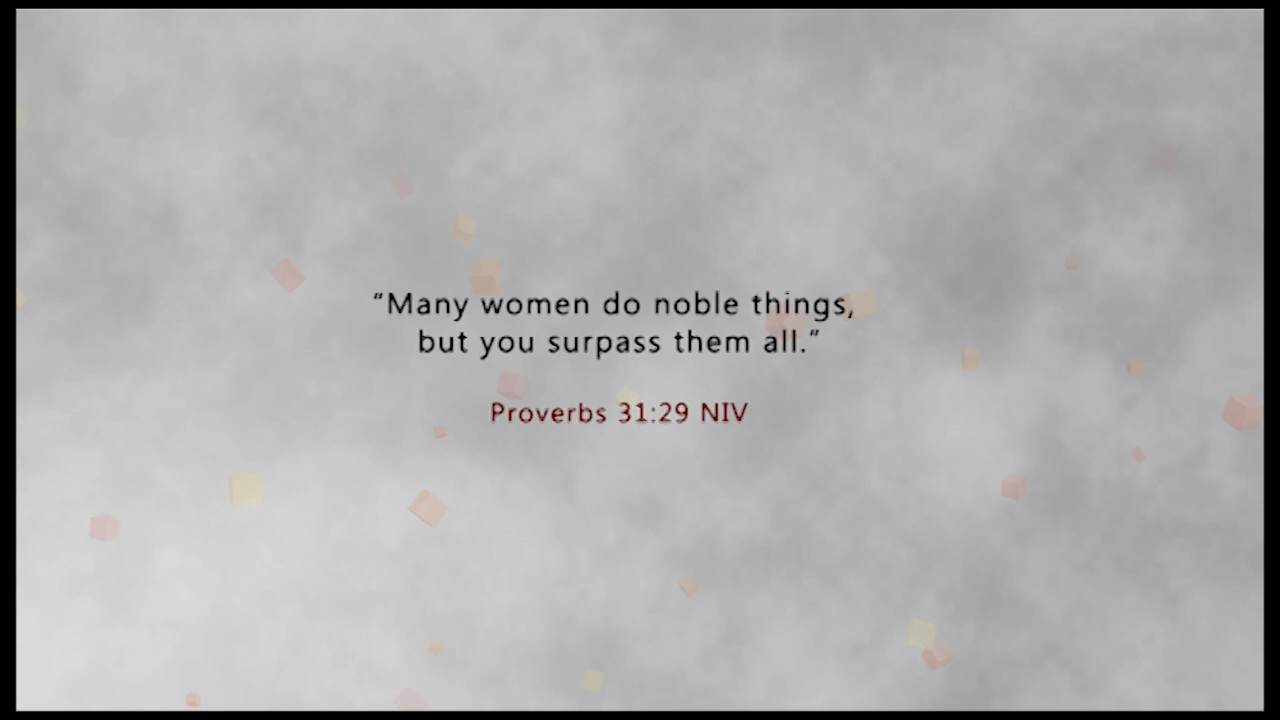 “Many women do noble things,
but you surpass them all.”
Proverbs 31:29 NIV